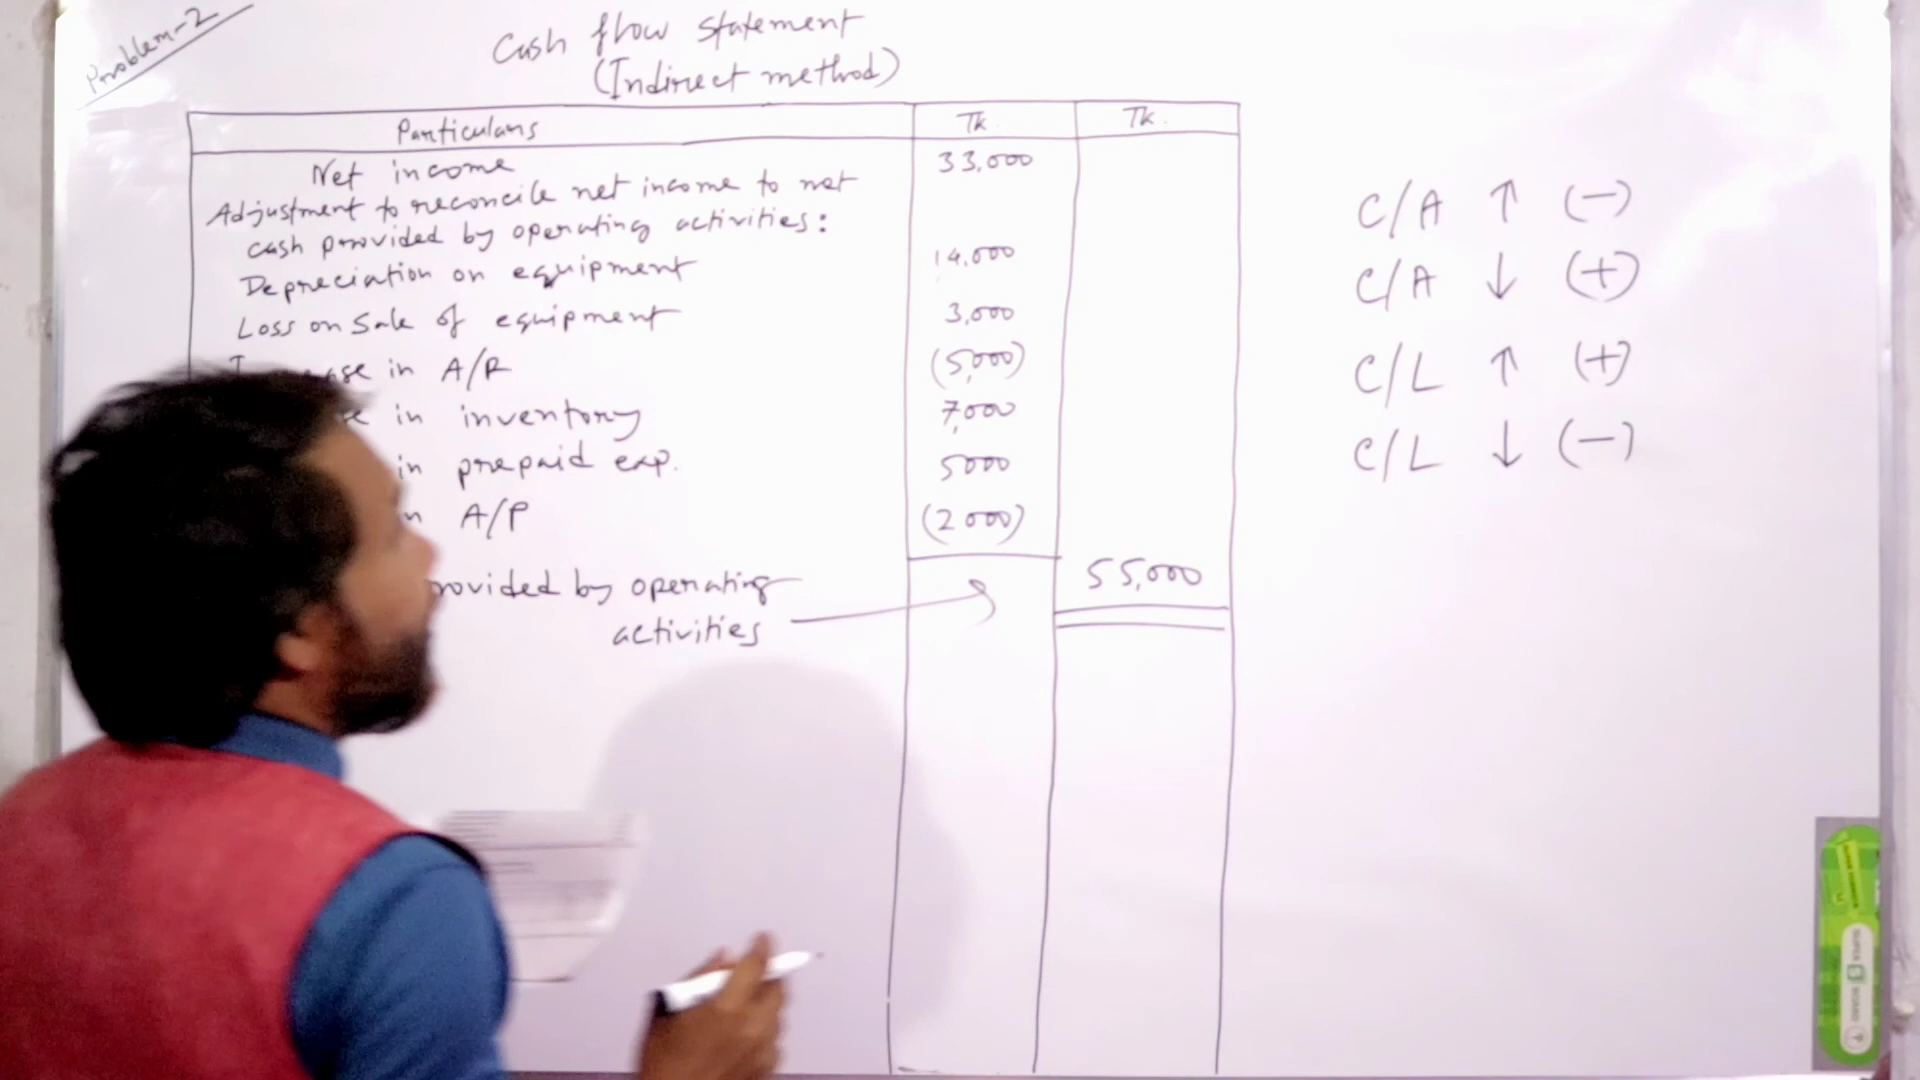 Problem-2
Cash flow statement
(Indirect method)
Particulars Tk. Tk.
Net income 33,000
Adjustment to reconcile net income to net
cash provided by operating activities:
Depreciation on equipment 14,000
Loss on Sale of equipment 3,000
in A/R (5,000)
in inventory 7,000
in prepaid exp. 5000
A/P (2000)
provided by operating 55,000
activities
C/A ↑ (-)
C/A ↓ (+)
C/L ↑ (+)
C/L ↓ (-)